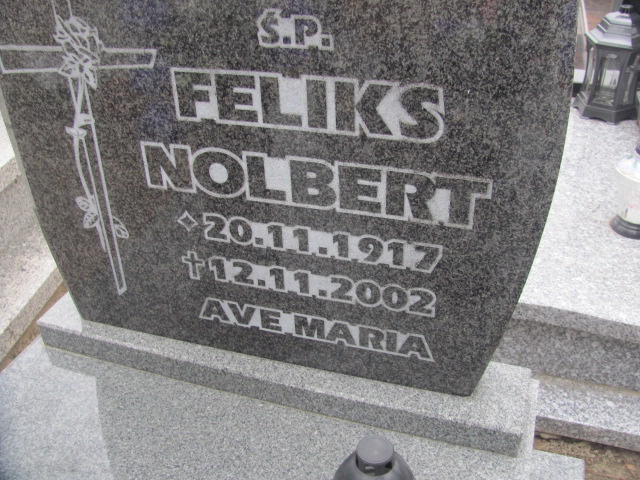 Ś.P.
FELIKS
NOLBERT
20.11.1917
12.11.2002
AVE MARIA